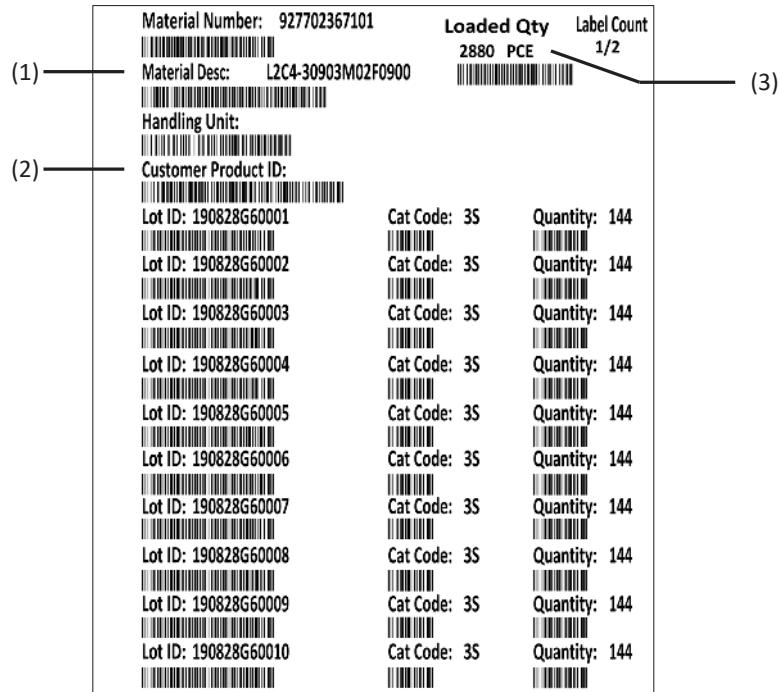 Material Number: 927702367101
Loaded Qty
Label Count
2880 PCE
1/2
(1)
Material Desc: L2C4-30903M02F0900
(3)
Handling Unit:
(2)
Customer Product ID:
Lot ID: 190828G60001 Cat Code: 3S Quantity: 144
Lot ID: 190828G60002 Cat Code: 3S Quantity: 144
Lot ID: 190828G60003 Cat Code: 3S Quantity: 144
Lot ID: 190828G60004 Cat Code: 3S Quantity: 144
Lot ID: 190828G60005 Cat Code: 3S Quantity: 144
Lot ID: 190828G60006 Cat Code: 3S Quantity: 144
Lot ID: 190828G60007 Cat Code: 3S Quantity: 144
Lot ID: 190828G60008 Cat Code: 3S Quantity: 144
Lot ID: 190828G60009 Cat Code: 3S Quantity: 144
Lot ID: 190828G60010 Cat Code: 3S Quantity: 144